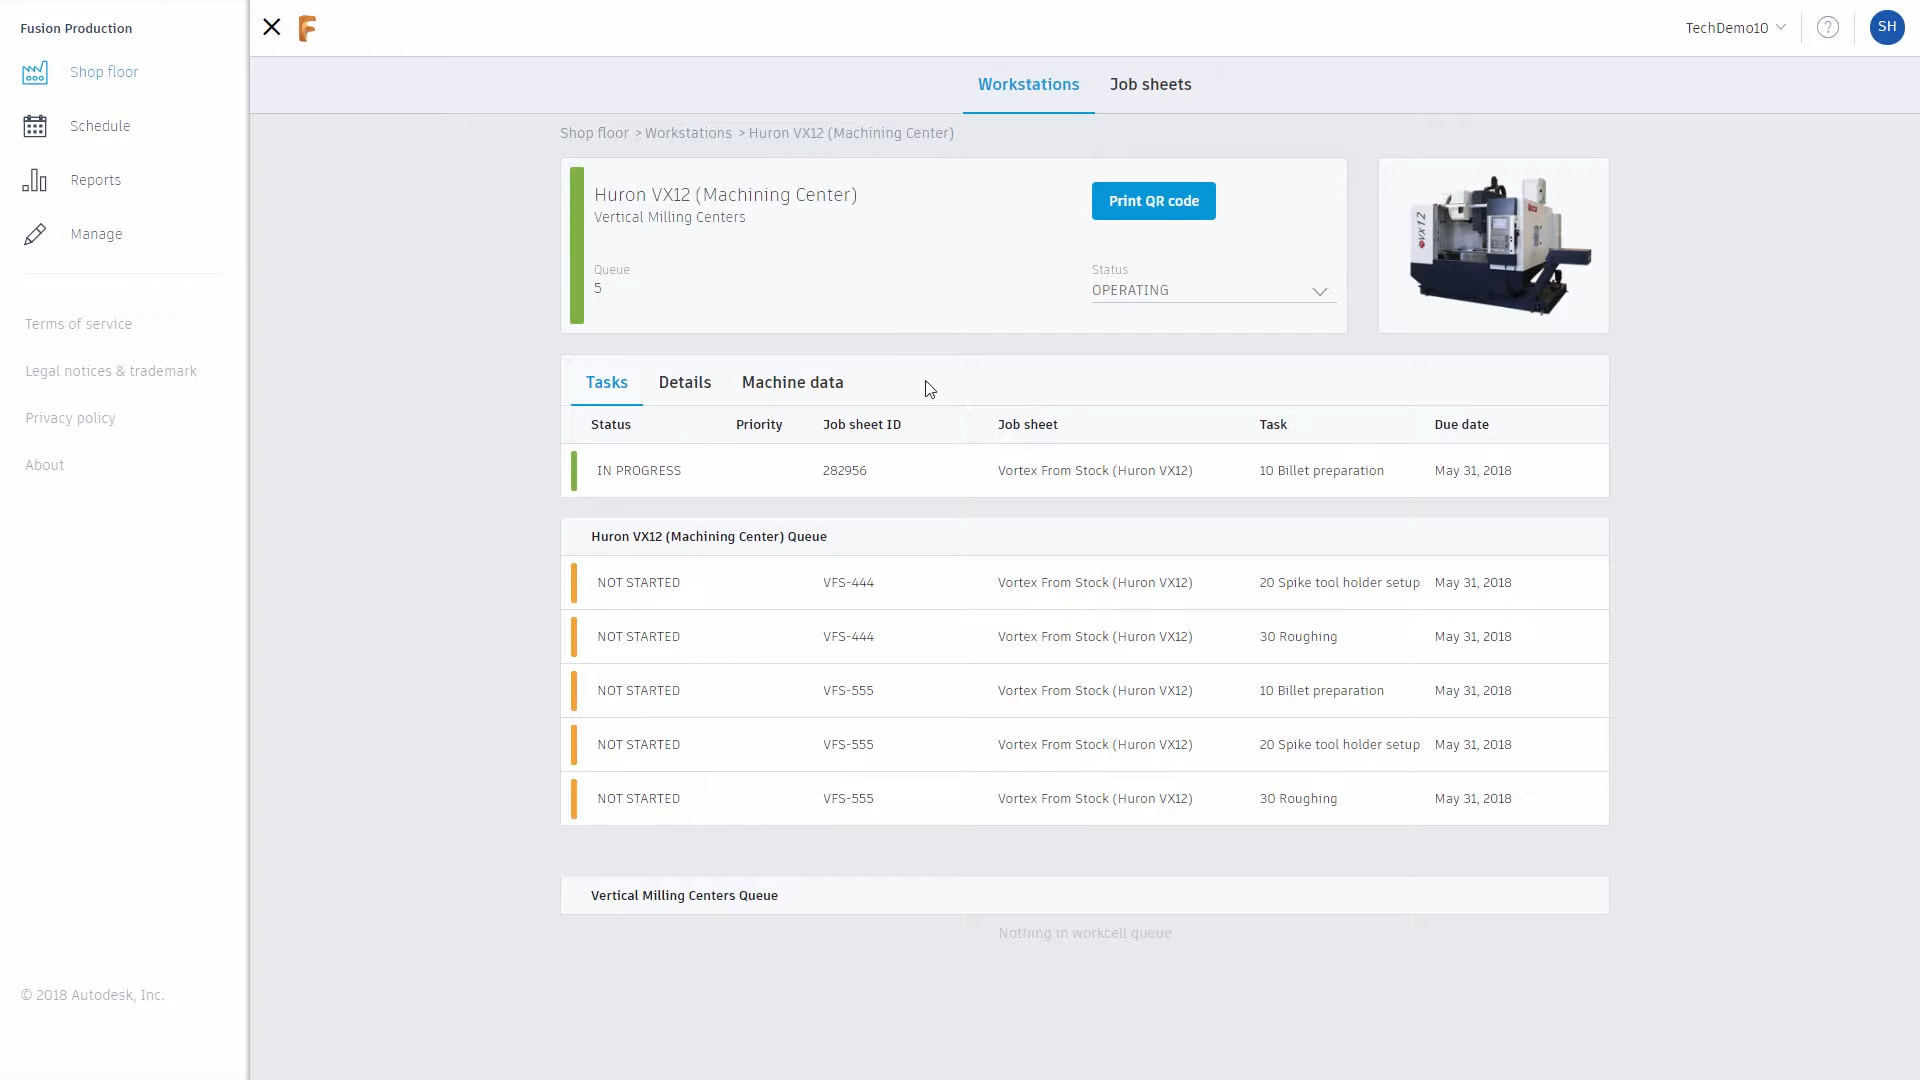 Fusion Production
Shop floor
Schedule
Reports
Manage
Terms of service
Legal notices & trademark
Privacy policy
About
© 2018 Autodesk, Inc.
TechDemo10
?
SH
Workstations Job sheets
Shop floor > Workstations > Huron VX12 (Machining Center)
Huron VX12 (Machining Center)
Vertical Milling Centers
Print QR code
Queue
5
Status
OPERATING
VX12
Tasks Details Machine data
Status Priority Job sheet ID Job sheet Task Due date
IN PROGRESS 282956 Vortex From Stock (Huron VX12) 10 Billet preparation May 31, 2018
Huron VX12 (Machining Center) Queue
NOT STARTED VFS-444 Vortex From Stock (Huron VX12) 20 Spike tool holder setup May 31, 2018
NOT STARTED VFS-444 Vortex From Stock (Huron VX12) 30 Roughing May 31, 2018
NOT STARTED VFS-555 Vortex From Stock (Huron VX12) 10 Billet preparation May 31, 2018
NOT STARTED VFS-555 Vortex From Stock (Huron VX12) 20 Spike tool holder setup May 31, 2018
NOT STARTED VFS-555 Vortex From Stock (Huron VX12) 30 Roughing May 31, 2018
Vertical Milling Centers Queue
Nothing in workcell queue